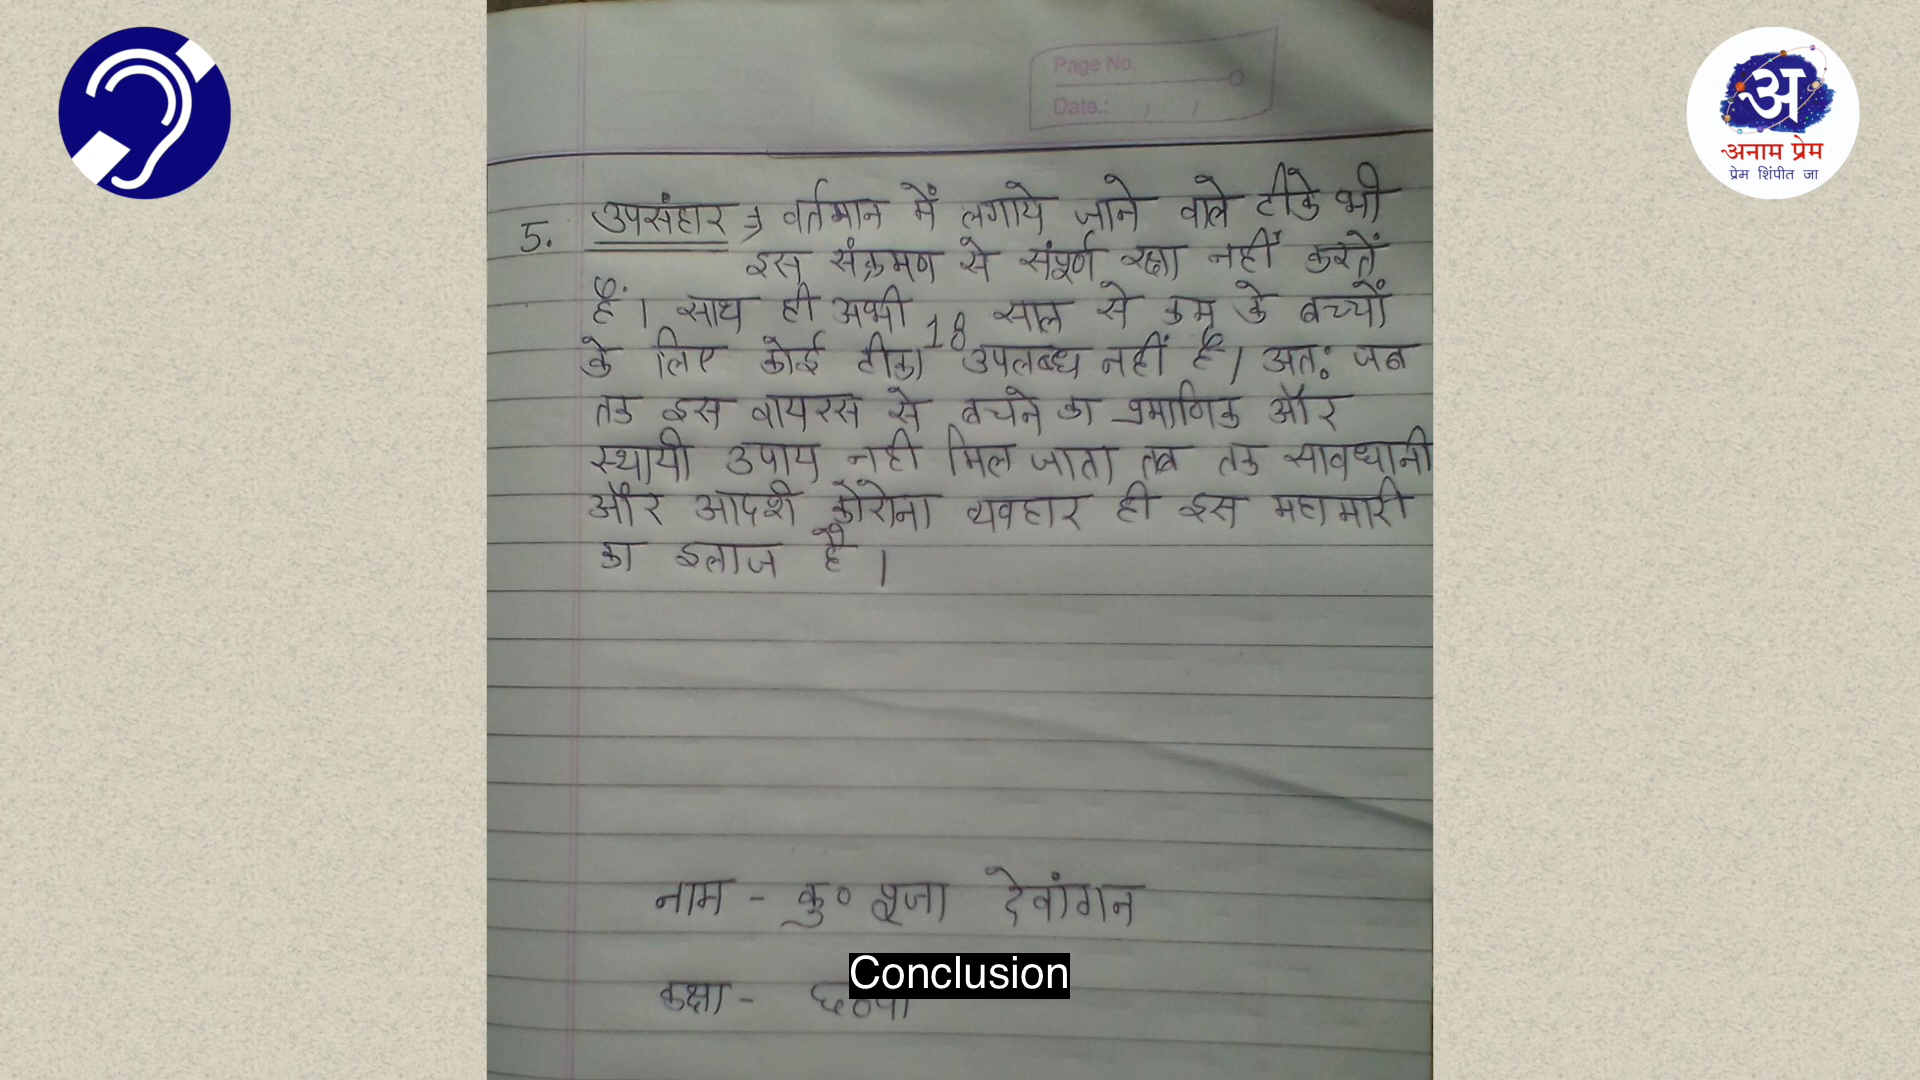 अ
अनाम प्रेम
प्रेम शिंपीत जा
Page No.
Date.: / /
5. उपसंहार ⇒ वर्तमान में लगाये जाने वाले टीके भी
इस संक्रमण से संपूर्ण रक्षा नहीं करतें
हैं। साथ ही अभी 18 साल से कम के बच्चों
के लिए कोई टीका उपलब्ध नहीं है। अतः जब
तक इस वायरस से बचने का प्रमाणिक और
स्थायी उपाय नही मिल जाता तब तक सावधानी
और आदर्श कोरोना व्यवहार ही इस महामारी
का इलाज है।
नाम - कु० पूजा देवांगन
Conclusion
कक्षा -